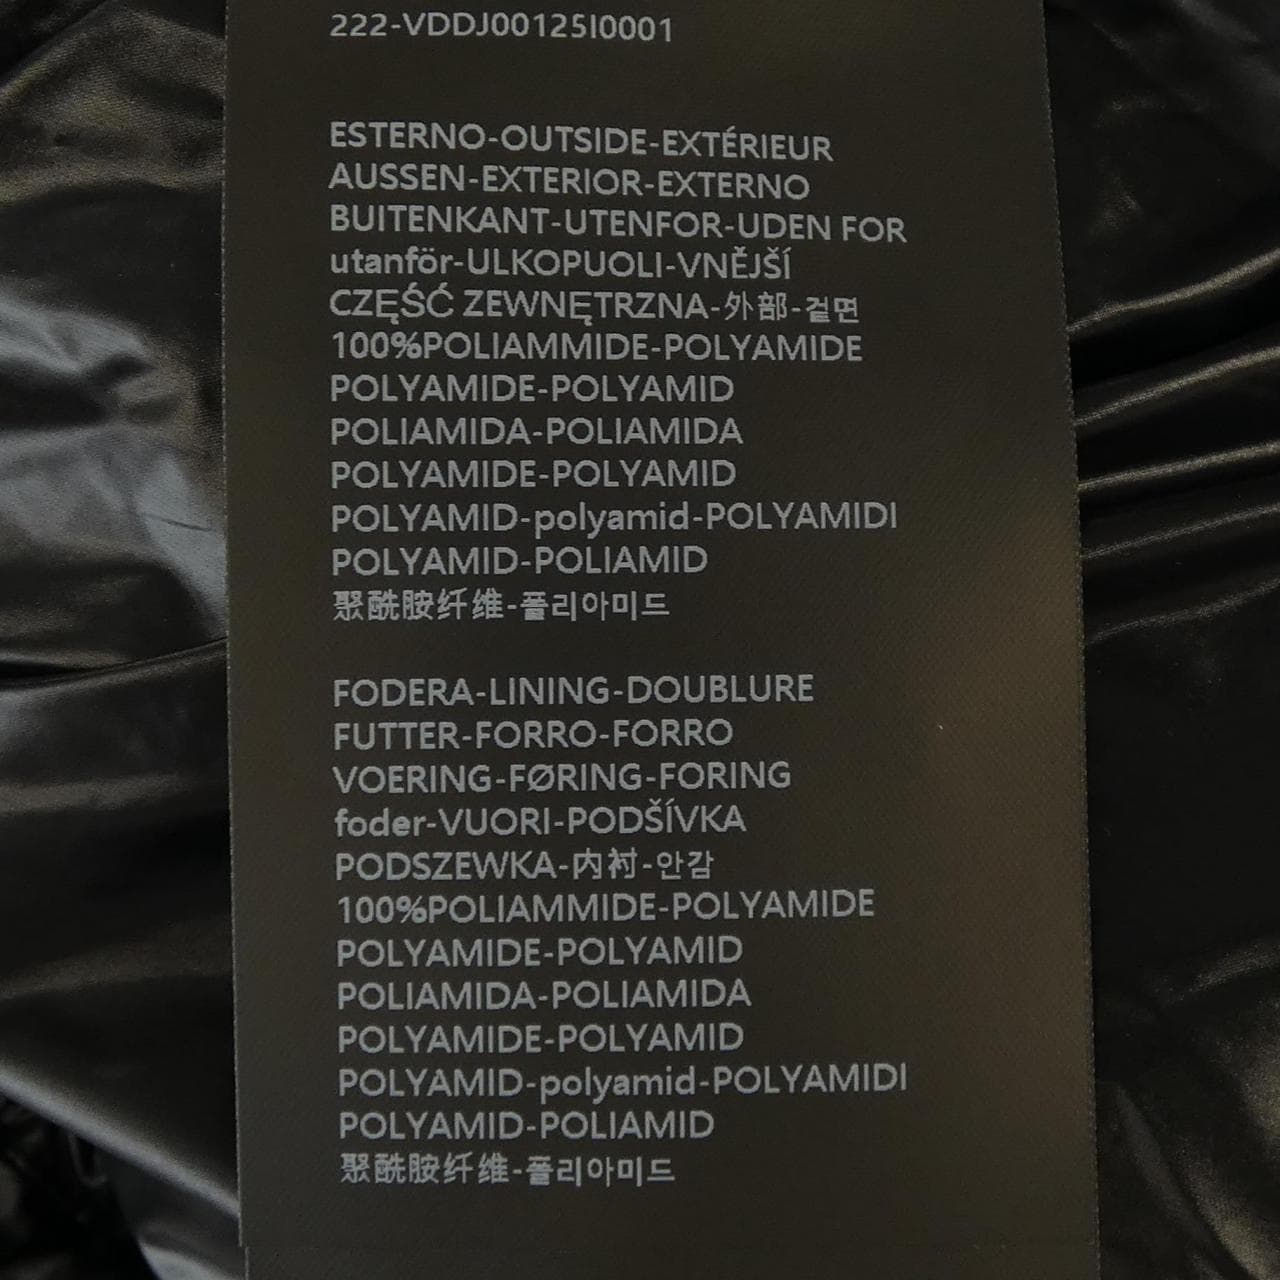 222-VDDJ00125I0001
ESTERNO-OUTSIDE-EXTÉRIEUR
AUSSEN-EXTERIOR-EXTERNO
BUITENKANT-UTENFOR-UDEN FOR
utanför-ULKOPUOLI-VNĚJŠÍ
CZĘŚĆ ZEWNĘTRZNA-外部-겉면
100%POLIAMMIDE-POLYAMIDE
POLYAMIDE-POLYAMID
POLIAMIDA-POLIAMIDA
POLYAMIDE-POLYAMID
POLYAMID-polyamid-POLYAMIDI
POLYAMID-POLIAMID
聚酰胺纤维-폴리아미드
FODERA-LINING-DOUBLURE
FUTTER-FORRO-FORRO
VOERING-FØRING-FORING
foder-VUORI-PODŠÍVKA
PODSZEWKA-内衬-안감
100%POLIAMMIDE-POLYAMIDE
POLYAMIDE-POLYAMID
POLIAMIDA-POLIAMIDA
POLYAMIDE-POLYAMID
POLYAMID-polyamid-POLYAMIDI
POLYAMID-POLIAMID
聚酰胺纤维-폴리아미드